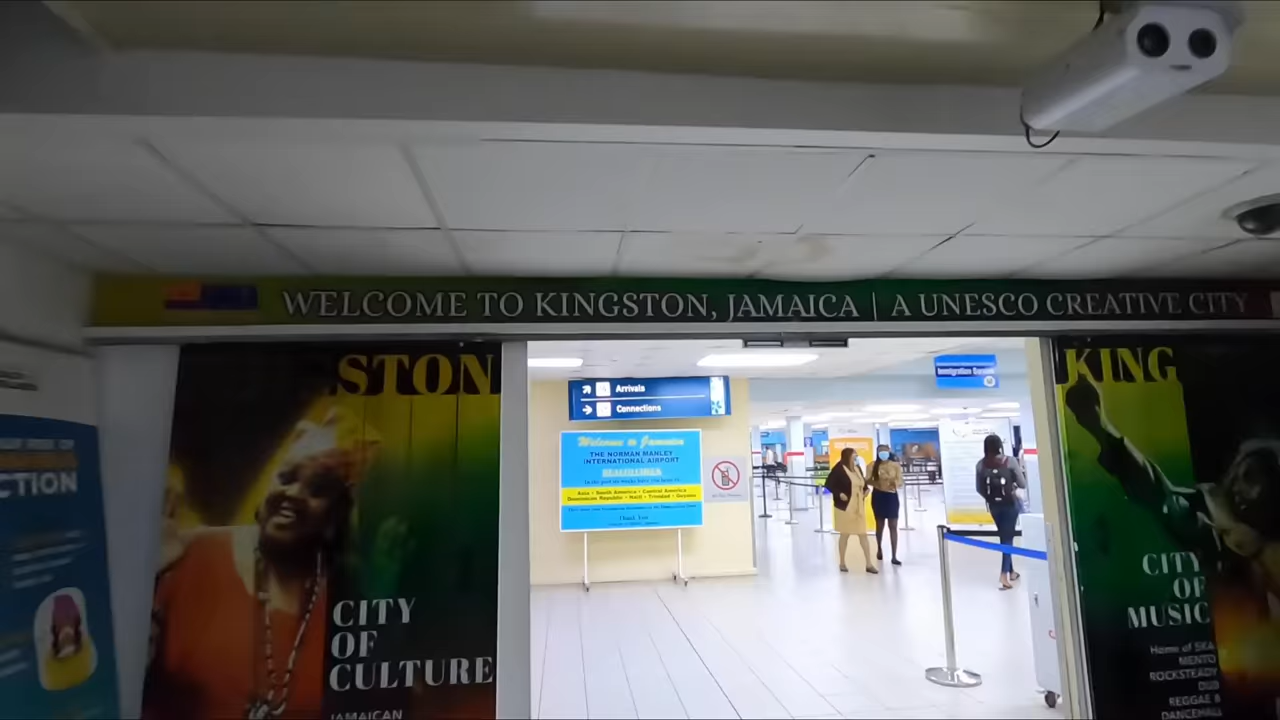 WELCOME TO KINGSTON, JAMAICA | A UNESCO CREATIVE CITY
STON
KING
Arrivals
Connections
Immigration
Welcome to Jamaica
THE NORMAN MANLEY
INTERNATIONAL AIRPORT
Asia • South America • Central America
Dominican Republic • Haiti • Trinidad • Guyana
Thank You
CTION
CITY
OF
CULTURE
JAMAICAN
CITY
OF
MUSIC
Home of SKA
MENTO
ROCKSTEADY
DUB
REGGAE &
DANCEHALL